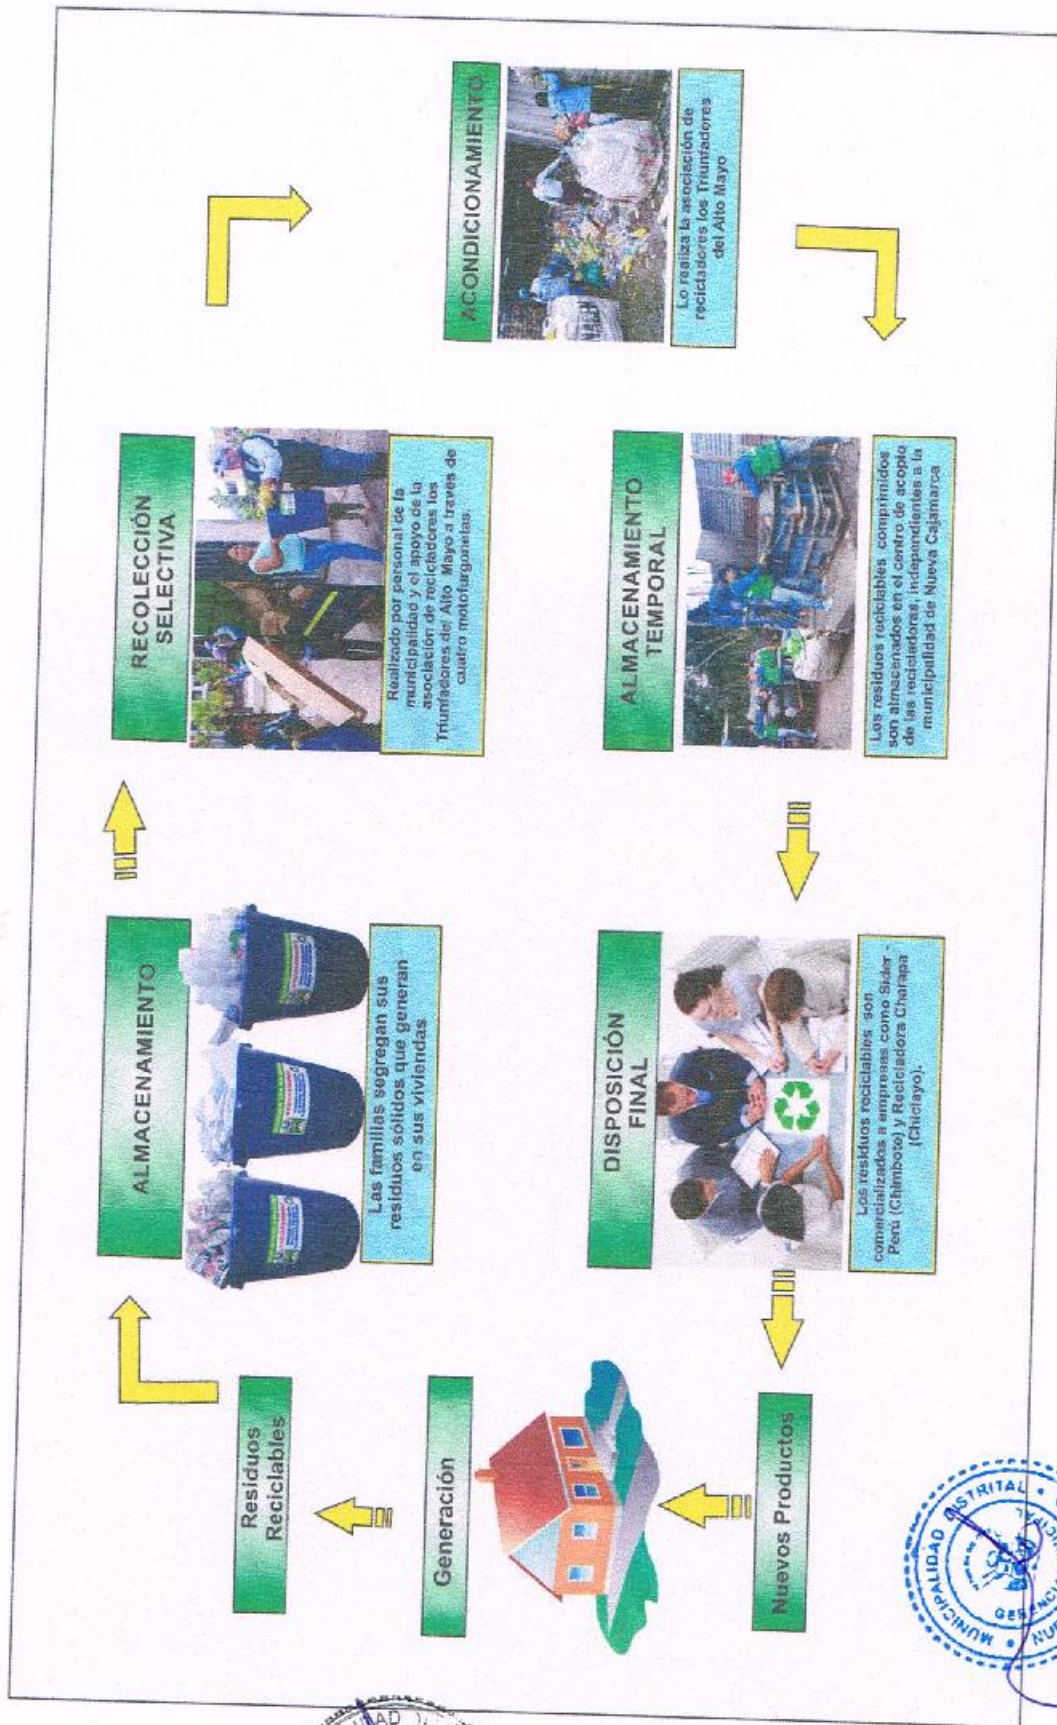 Residuos
Reciclables
Generación
Nuevos Productos
ALMACENAMIENTO
Las familias segregan sus
residuos sólidos que generan
en sus viviendas
RECOLECCIÓN
SELECTIVA
Realizado por personal de la
municipalidad y el apoyo de la
asociación de recicladores los
Triunfadores del Alto Mayo a través de
cuatro motofurgonetas.
ACONDICIONAMIENTO
Lo realiza la asociación de
recicladores los Triunfadores
del Alto Mayo
ALMACENAMIENTO
TEMPORAL
Los residuos reciclables comprimidos
son almacenados en el centro de acopio
de las recicladoras, independientes a la
municipalidad de Nueva Cajamarca
DISPOSICIÓN
FINAL
Los residuos reciclables son
comercializados a empresas como Sider -
Perú (Chimbote) y Recicladora Charapa
(Chiclayo).
MUNICIPALIDAD DISTRITAL